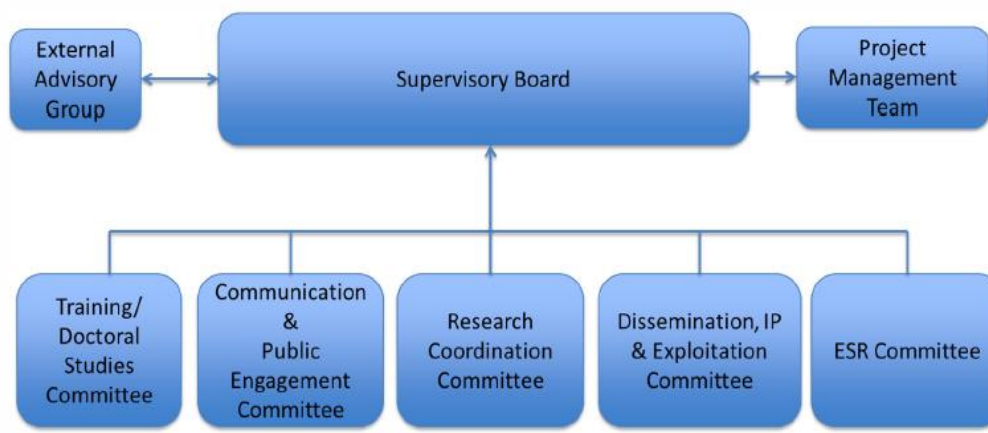 External
Advisory
Group
Supervisory Board
Project
Management
Team
Training/
Doctoral
Studies
Committee
Communication
&
Public
Engagement
Committee
Research
Coordination
Committee
Dissemination, IP
& Exploitation
Committee
ESR Committee